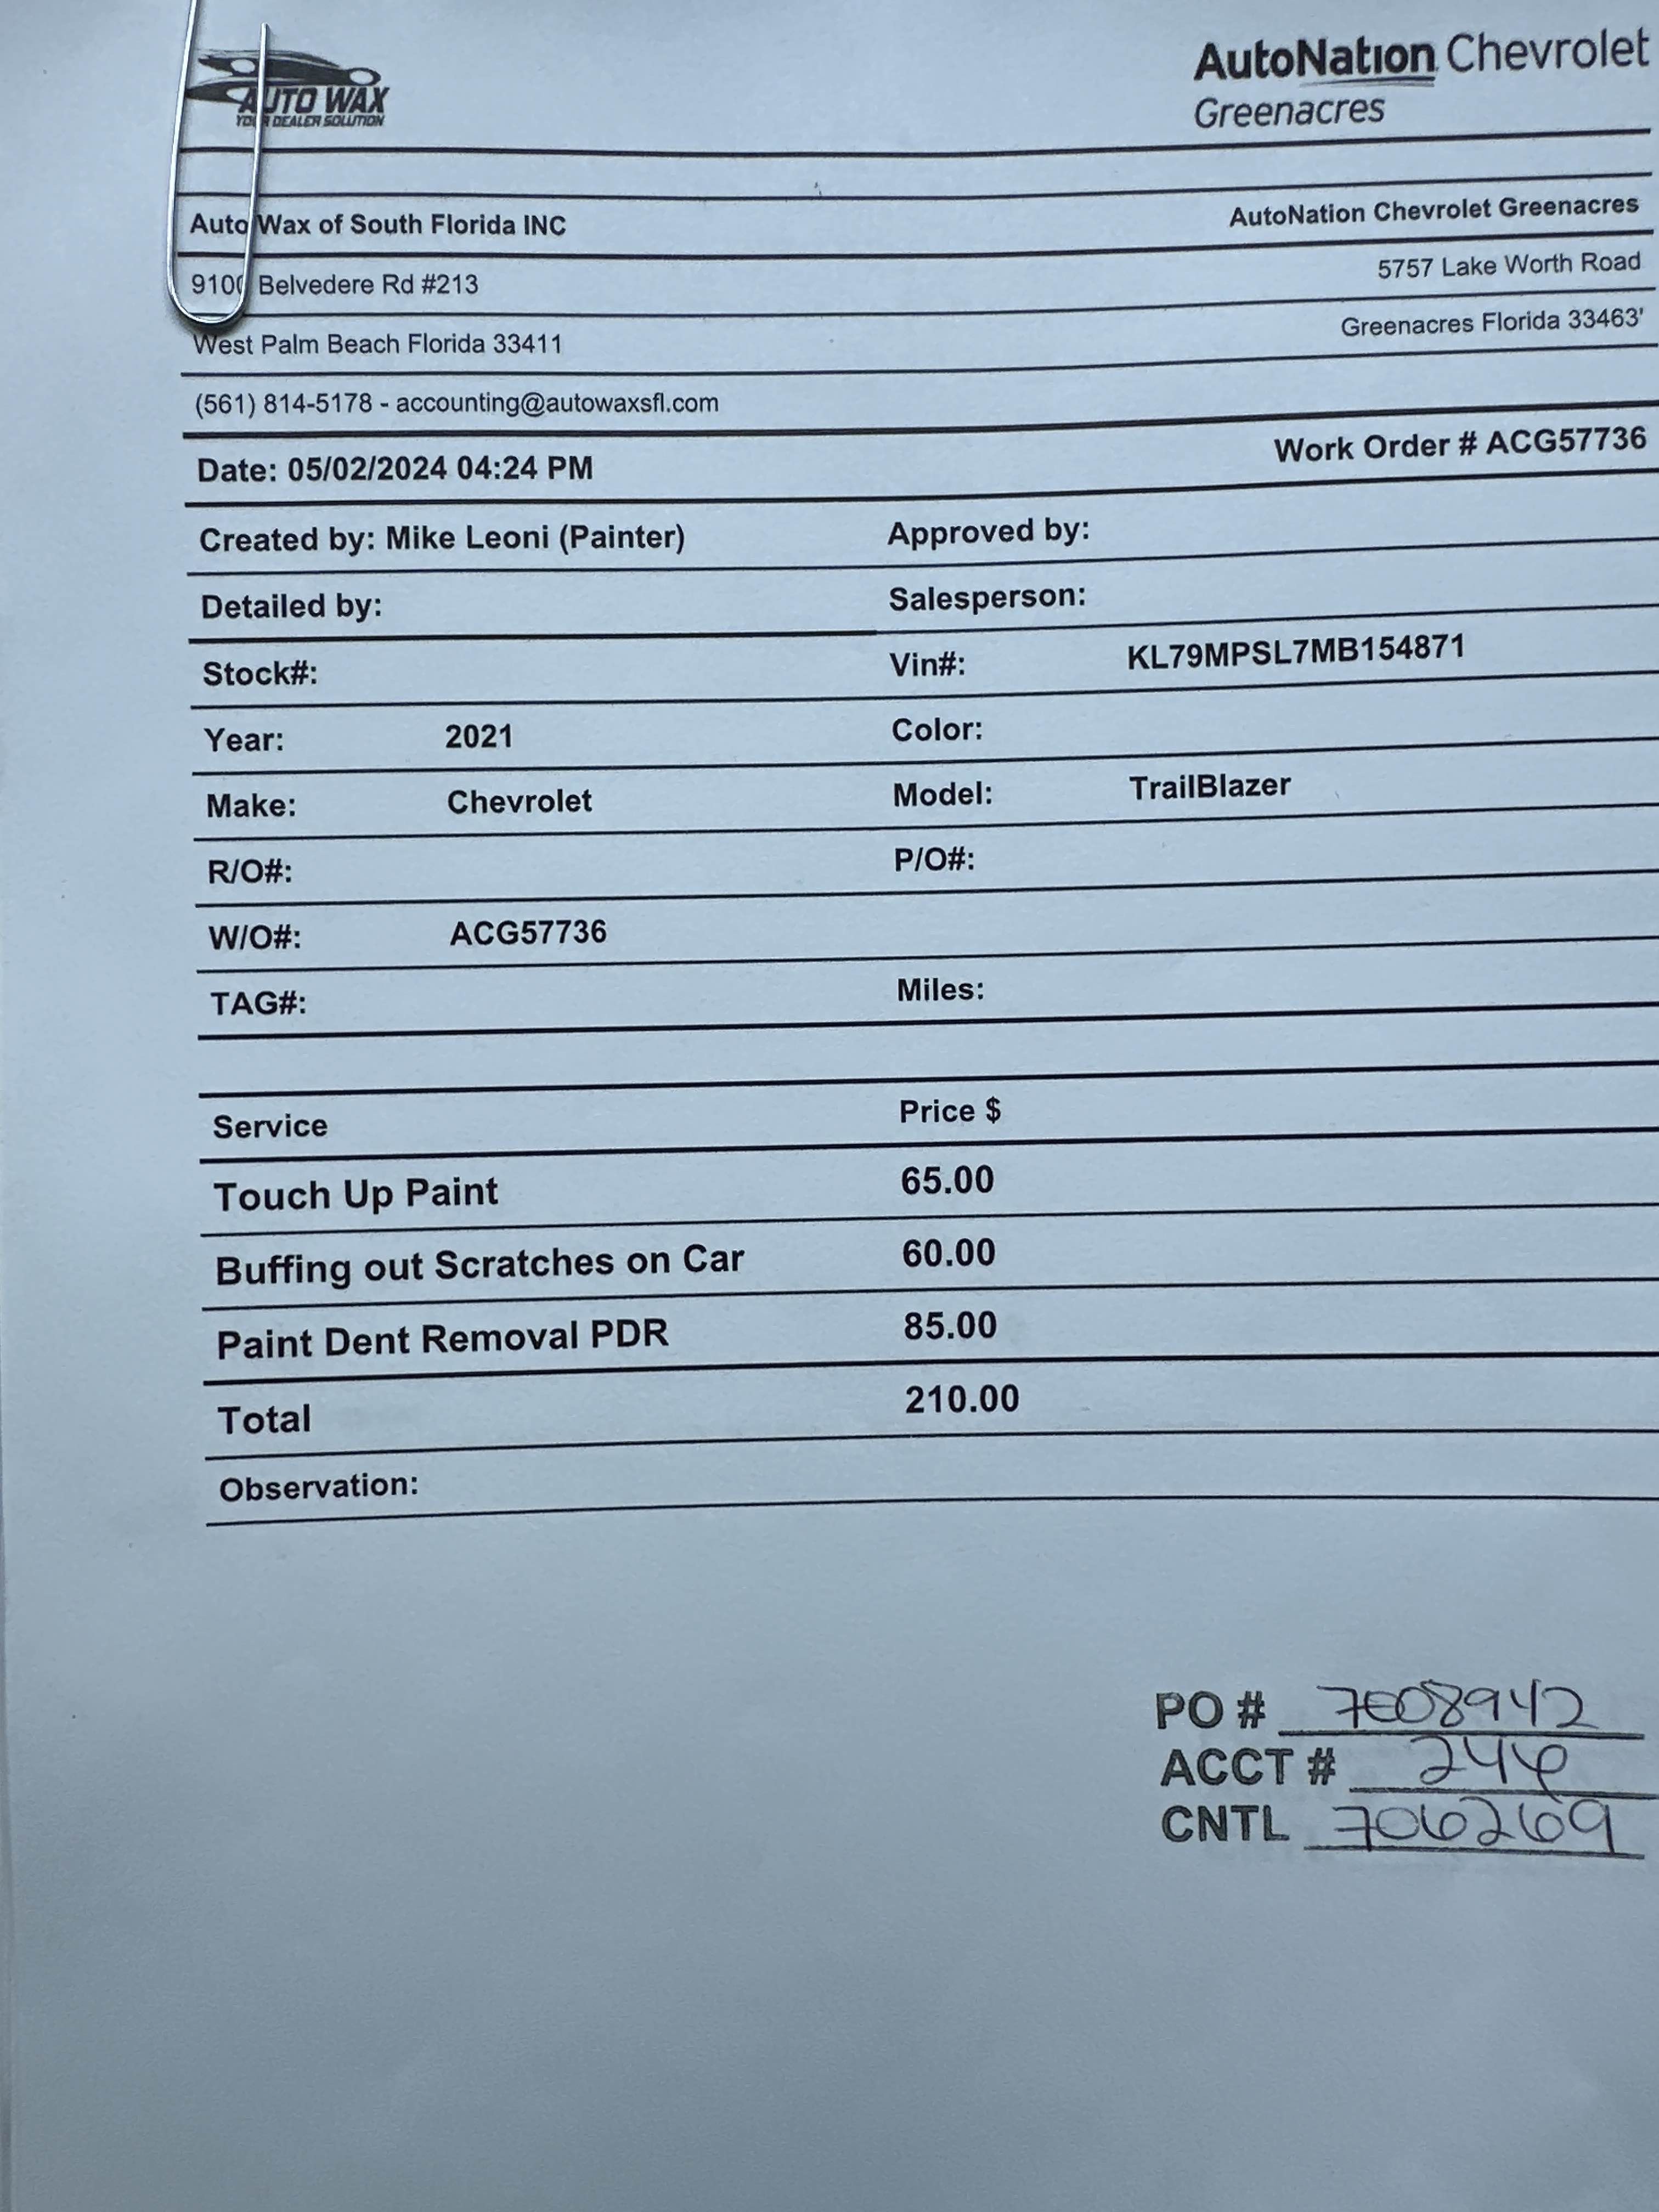 AUTO WAX
YOUR DEALER SOLUTION
AutoNation Chevrolet
Greenacres
Auto Wax of South Florida INC
AutoNation Chevrolet Greenacres
9100 Belvedere Rd #213
5757 Lake Worth Road
West Palm Beach Florida 33411
Greenacres Florida 33463'
(561) 814-5178 - accounting@autowaxsfl.com
Date: 05/02/2024 04:24 PM
Work Order # ACG57736
Created by: Mike Leoni (Painter)
Approved by:
Detailed by:
Salesperson:
Stock#:
Vin#: KL79MPSL7MB154871
Year: 2021
Color:
Make: Chevrolet
Model: TrailBlazer
R/O#:
P/O#:
W/O#: ACG57736
TAG#:
Miles:
Service Price $
Touch Up Paint 65.00
Buffing out Scratches on Car 60.00
Paint Dent Removal PDR 85.00
Total 210.00
Observation:
PO #
ACCT #
CNTL 706269